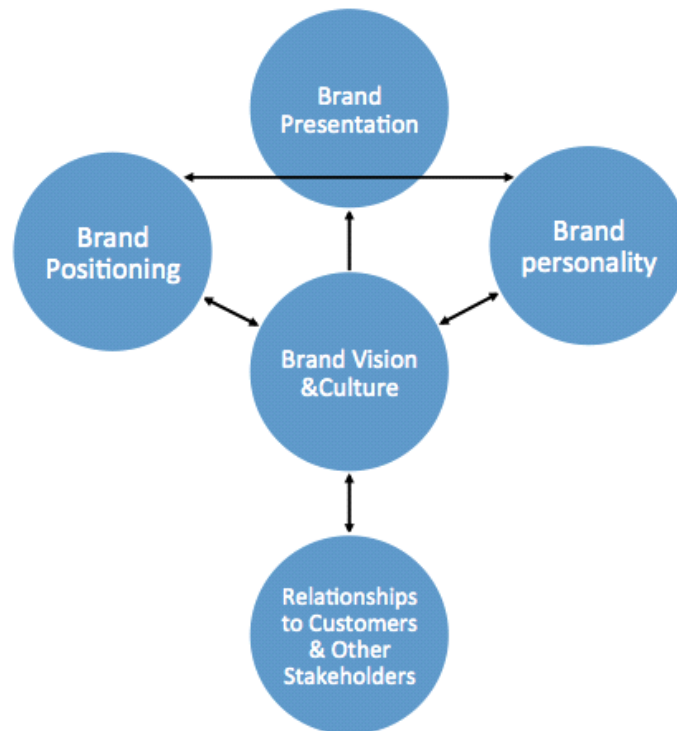 Brand
Presentation
Brand
Positioning
Brand
personality
Brand Vision
&Culture
Relationships
to Customers
& Other
Stakeholders